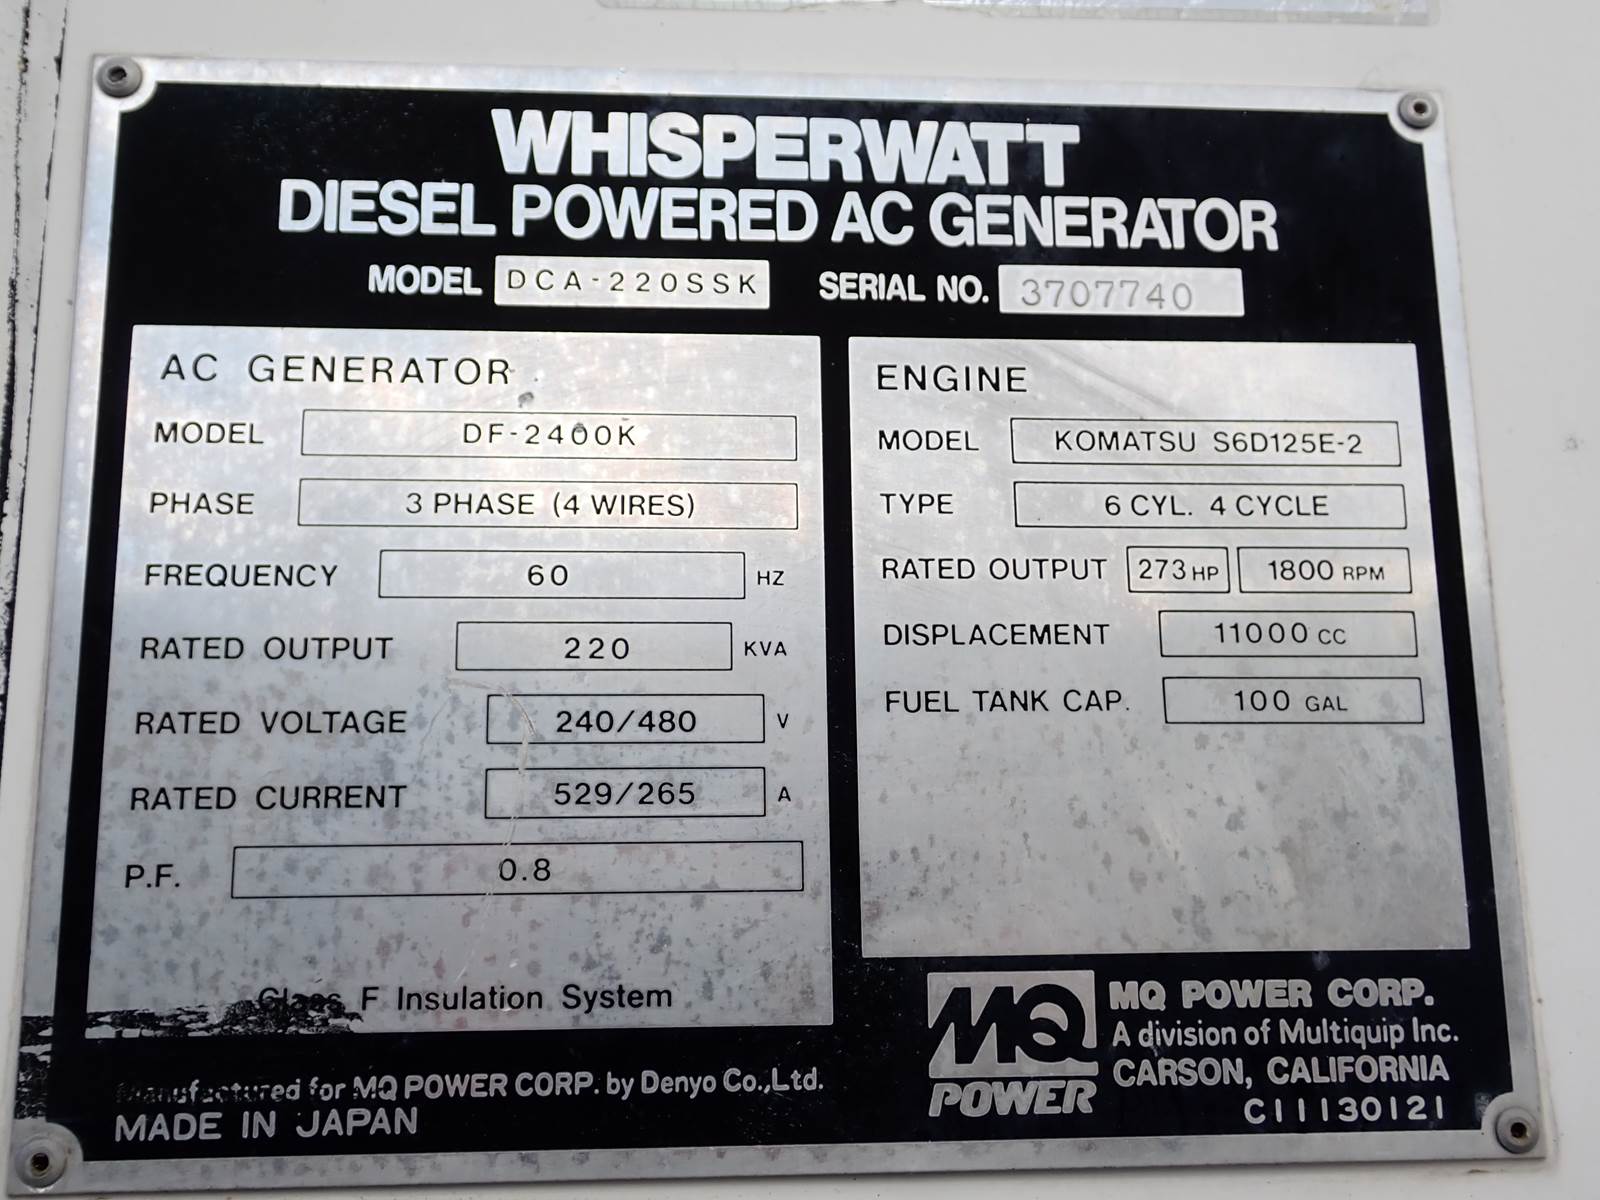 WHISPERWATT
DIESEL POWERED AC GENERATOR
MODEL DCA-220SSK SERIAL NO. 3707740
AC GENERATOR
MODEL DF-2400K
PHASE 3 PHASE (4 WIRES)
FREQUENCY 60 HZ
RATED OUTPUT 220 KVA
RATED VOLTAGE 240/480 V
RATED CURRENT 529/265 A
P.F. 0.8
Class F Insulation System
ENGINE
MODEL KOMATSU S6D125E-2
TYPE 6 CYL. 4 CYCLE
RATED OUTPUT 273 HP 1800 RPM
DISPLACEMENT 11000 CC
FUEL TANK CAP. 100 GAL
Manufactured for MQ POWER CORP. by Denyo Co.,Ltd.
MADE IN JAPAN
MQ
POWER
MQ POWER CORP.
A division of Multiquip Inc.
CARSON, CALIFORNIA
C11130121